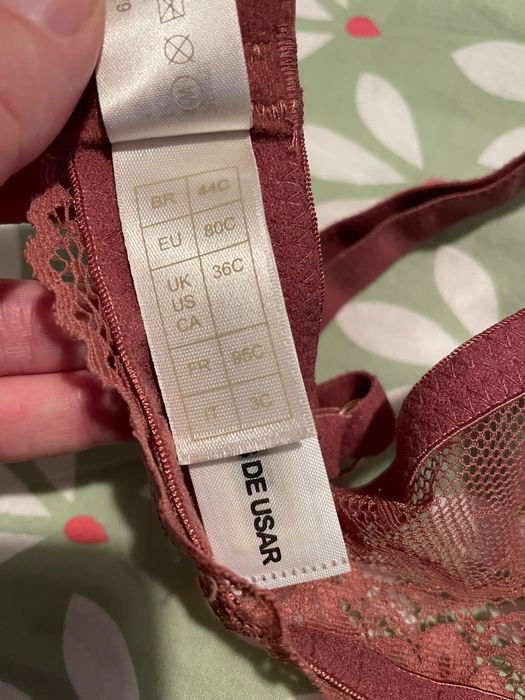 BR 44C
EU 80C
UK US CA 36C
FR 95C
IT 3C
DE USAR